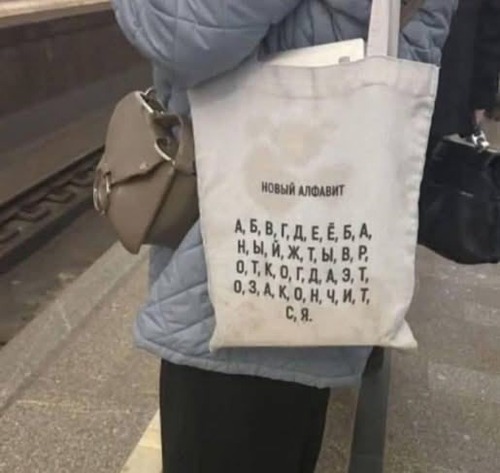 НОВЫЙ АЛФАВИТ
А, Б, В, Г, Д, Е, Ё, Б, А,
Н, Ы, Й, Ж, Т, Ы, В, Р,
О, Т, К, О, Г, Д, А, Э, Т,
О, З, А, К, О, Н, Ч, И, Т,
С, Я.